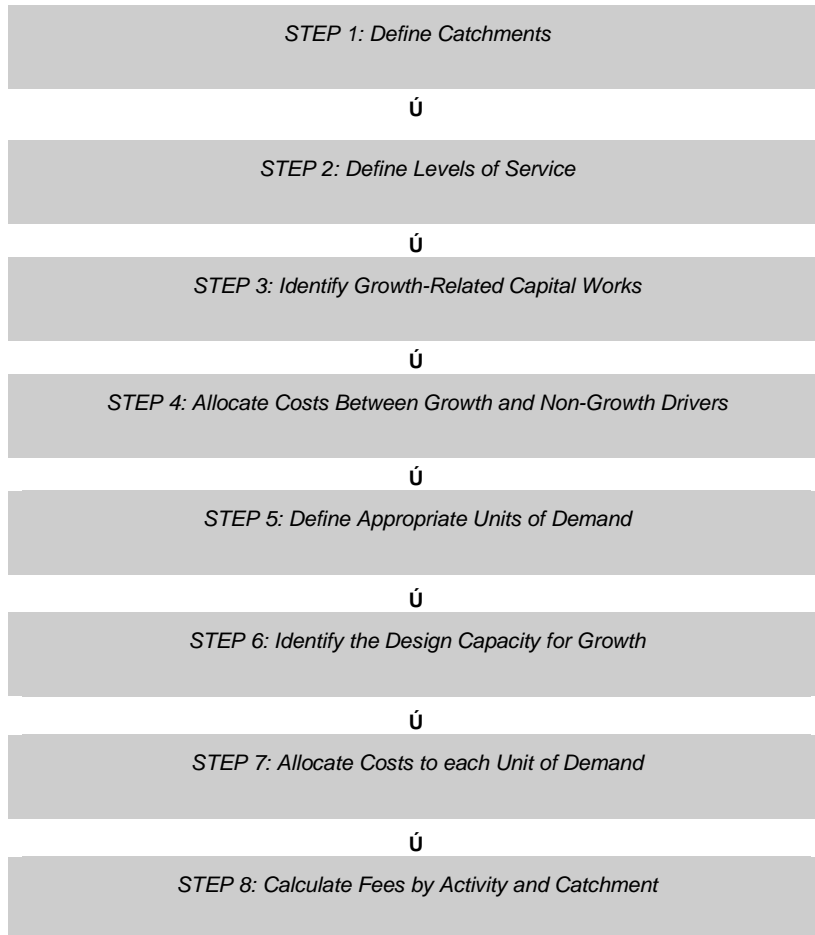 STEP 1: Define Catchments
Ú
STEP 2: Define Levels of Service
Ú
STEP 3: Identify Growth-Related Capital Works
Ú
STEP 4: Allocate Costs Between Growth and Non-Growth Drivers
Ú
STEP 5: Define Appropriate Units of Demand
Ú
STEP 6: Identify the Design Capacity for Growth
Ú
STEP 7: Allocate Costs to each Unit of Demand
Ú
STEP 8: Calculate Fees by Activity and Catchment